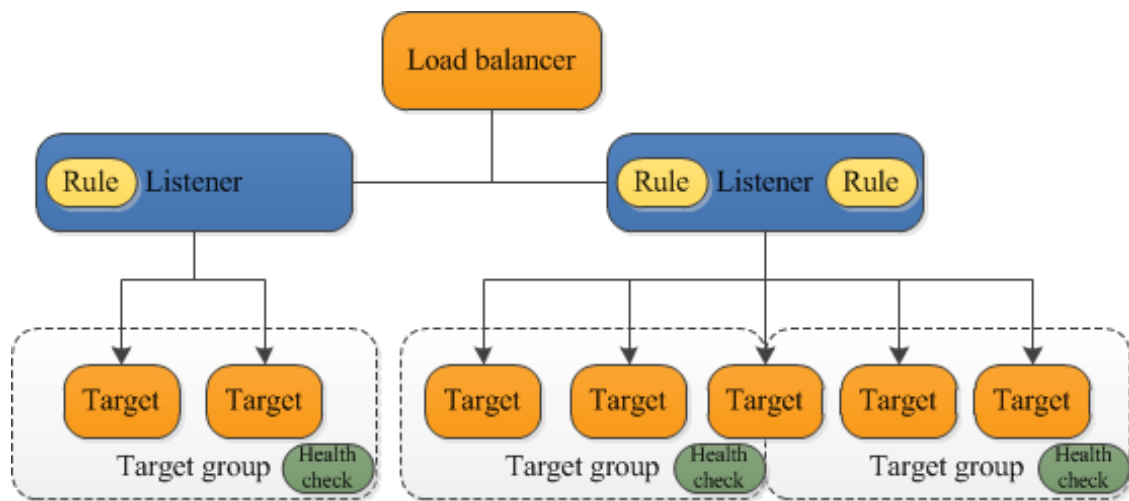 Load balancer
Rule Listener
Rule Listener Rule
Target Target
Target Target Target Target Target
Target group Health check
Target group Health check
Target group Health check